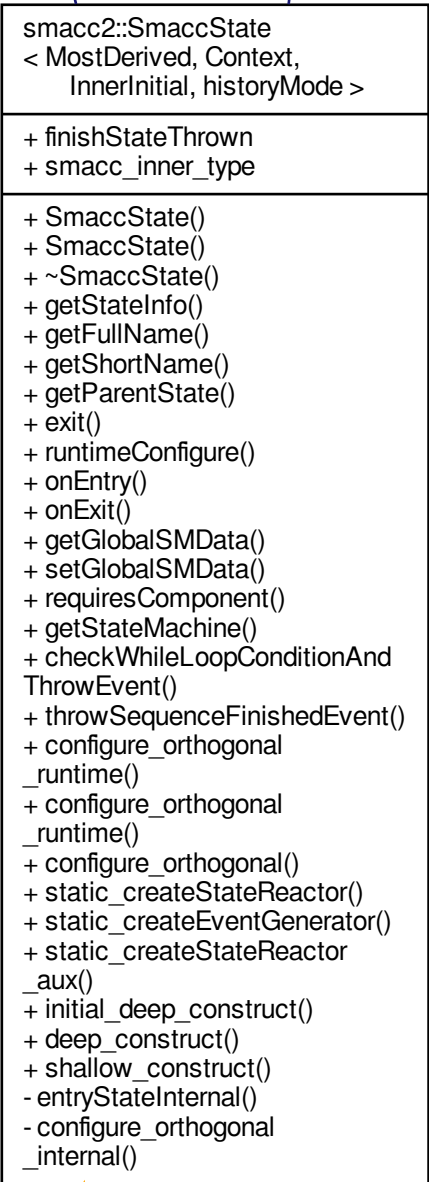 smacc2::SmaccState
< MostDerived, Context,
InnerInitial, historyMode >
+ finishStateThrown
+ smacc_inner_type
+ SmaccState()
+ SmaccState()
+ ~SmaccState()
+ getStateInfo()
+ getFullName()
+ getShortName()
+ getParentState()
+ exit()
+ runtimeConfigure()
+ onEntry()
+ onExit()
+ getGlobalSMData()
+ setGlobalSMData()
+ requiresComponent()
+ getStateMachine()
+ checkWhileLoopConditionAnd
ThrowEvent()
+ throwSequenceFinishedEvent()
+ configure_orthogonal
_runtime()
+ configure_orthogonal
_runtime()
+ configure_orthogonal()
+ static_createStateReactor()
+ static_createEventGenerator()
+ static_createStateReactor
_aux()
+ initial_deep_construct()
+ deep_construct()
+ shallow_construct()
- entryStateInternal()
- configure_orthogonal
_internal()